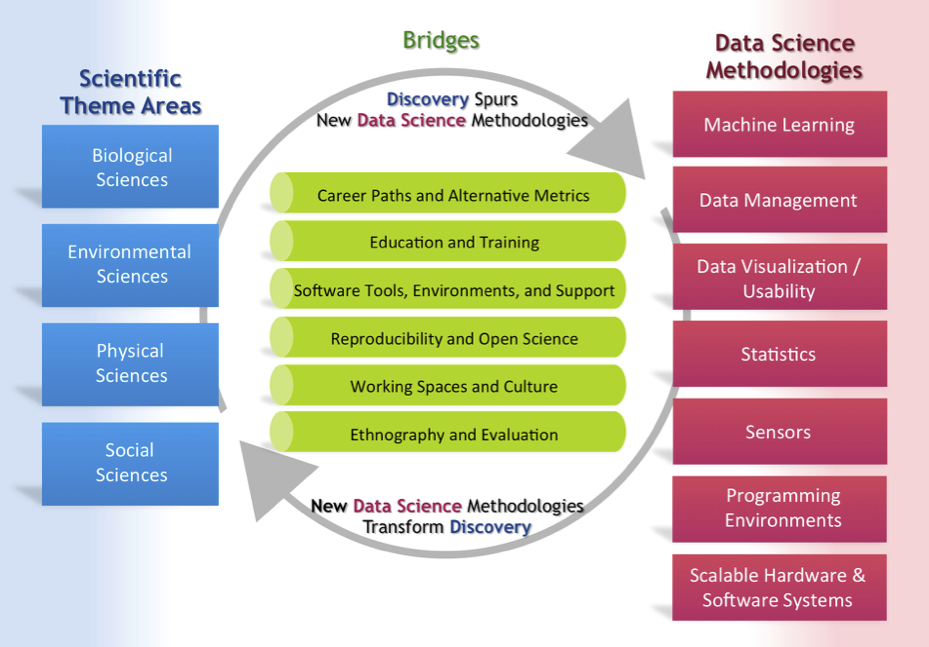 Scientific
Theme Areas
Biological
Sciences
Environmental
Sciences
Physical
Sciences
Social
Sciences
Bridges
Discovery Spurs
New Data Science Methodologies
Career Paths and Alternative Metrics
Education and Training
Software Tools, Environments, and Support
Reproducibility and Open Science
Working Spaces and Culture
Ethnography and Evaluation
New Data Science Methodologies
Transform Discovery
Data Science
Methodologies
Machine Learning
Data Management
Data Visualization /
Usability
Statistics
Sensors
Programming
Environments
Scalable Hardware &
Software Systems